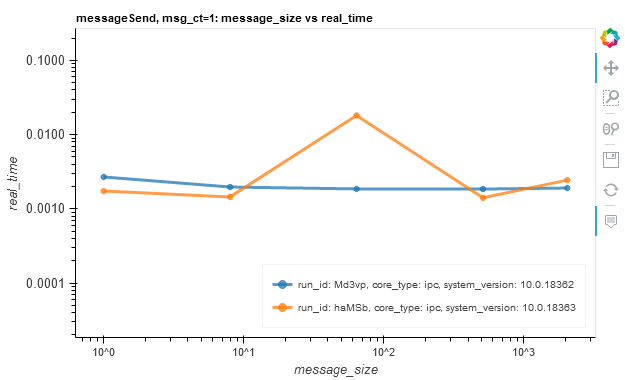 messageSend, msg_ct=1: message_size vs real_time
0.1000
0.0100
0.0010
0.0001
real_time
run_id: Md3vp, core_type: ipc, system_version: 10.0.18362
run_id: haMSb, core_type: ipc, system_version: 10.0.18363
10^0
10^1
10^2
10^3
message_size